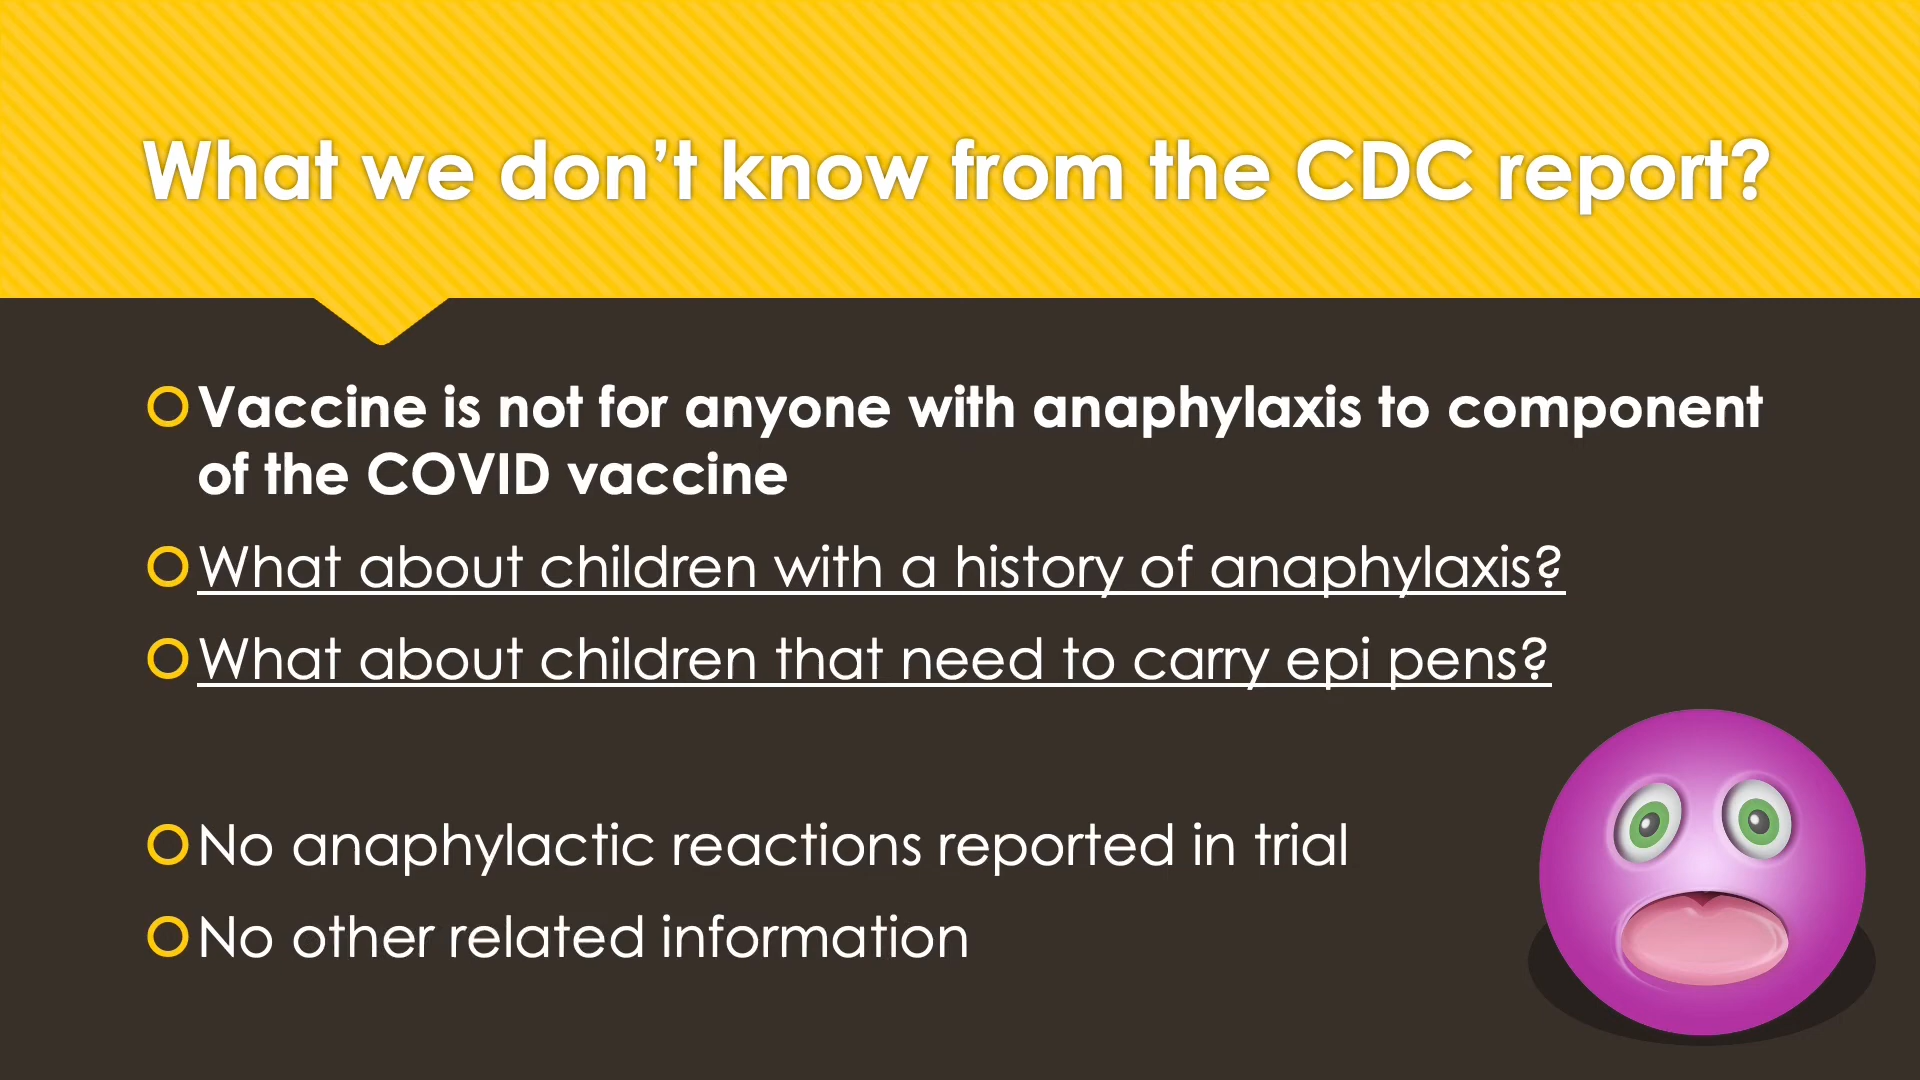 What we don’t know from the CDC report?
Vaccine is not for anyone with anaphylaxis to component
of the COVID vaccine
What about children with a history of anaphylaxis?
What about children that need to carry epi pens?
No anaphylactic reactions reported in trial
No other related information